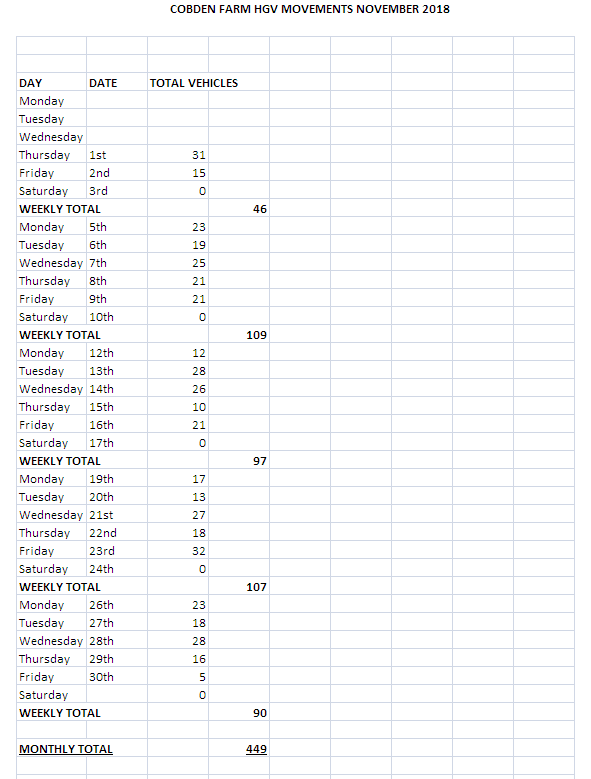 COBDEN FARM HGV MOVEMENTS NOVEMBER 2018
DAY DATE TOTAL VEHICLES
Monday
Tuesday
Wednesday
Thursday 1st 31
Friday 2nd 15
Saturday 3rd 0
WEEKLY TOTAL 46
Monday 5th 23
Tuesday 6th 19
Wednesday 7th 25
Thursday 8th 21
Friday 9th 21
Saturday 10th 0
WEEKLY TOTAL 109
Monday 12th 12
Tuesday 13th 28
Wednesday 14th 26
Thursday 15th 10
Friday 16th 21
Saturday 17th 0
WEEKLY TOTAL 97
Monday 19th 17
Tuesday 20th 13
Wednesday 21st 27
Thursday 22nd 18
Friday 23rd 32
Saturday 24th 0
WEEKLY TOTAL 107
Monday 26th 23
Tuesday 27th 18
Wednesday 28th 28
Thursday 29th 16
Friday 30th 5
Saturday 0
WEEKLY TOTAL 90
MONTHLY TOTAL 449